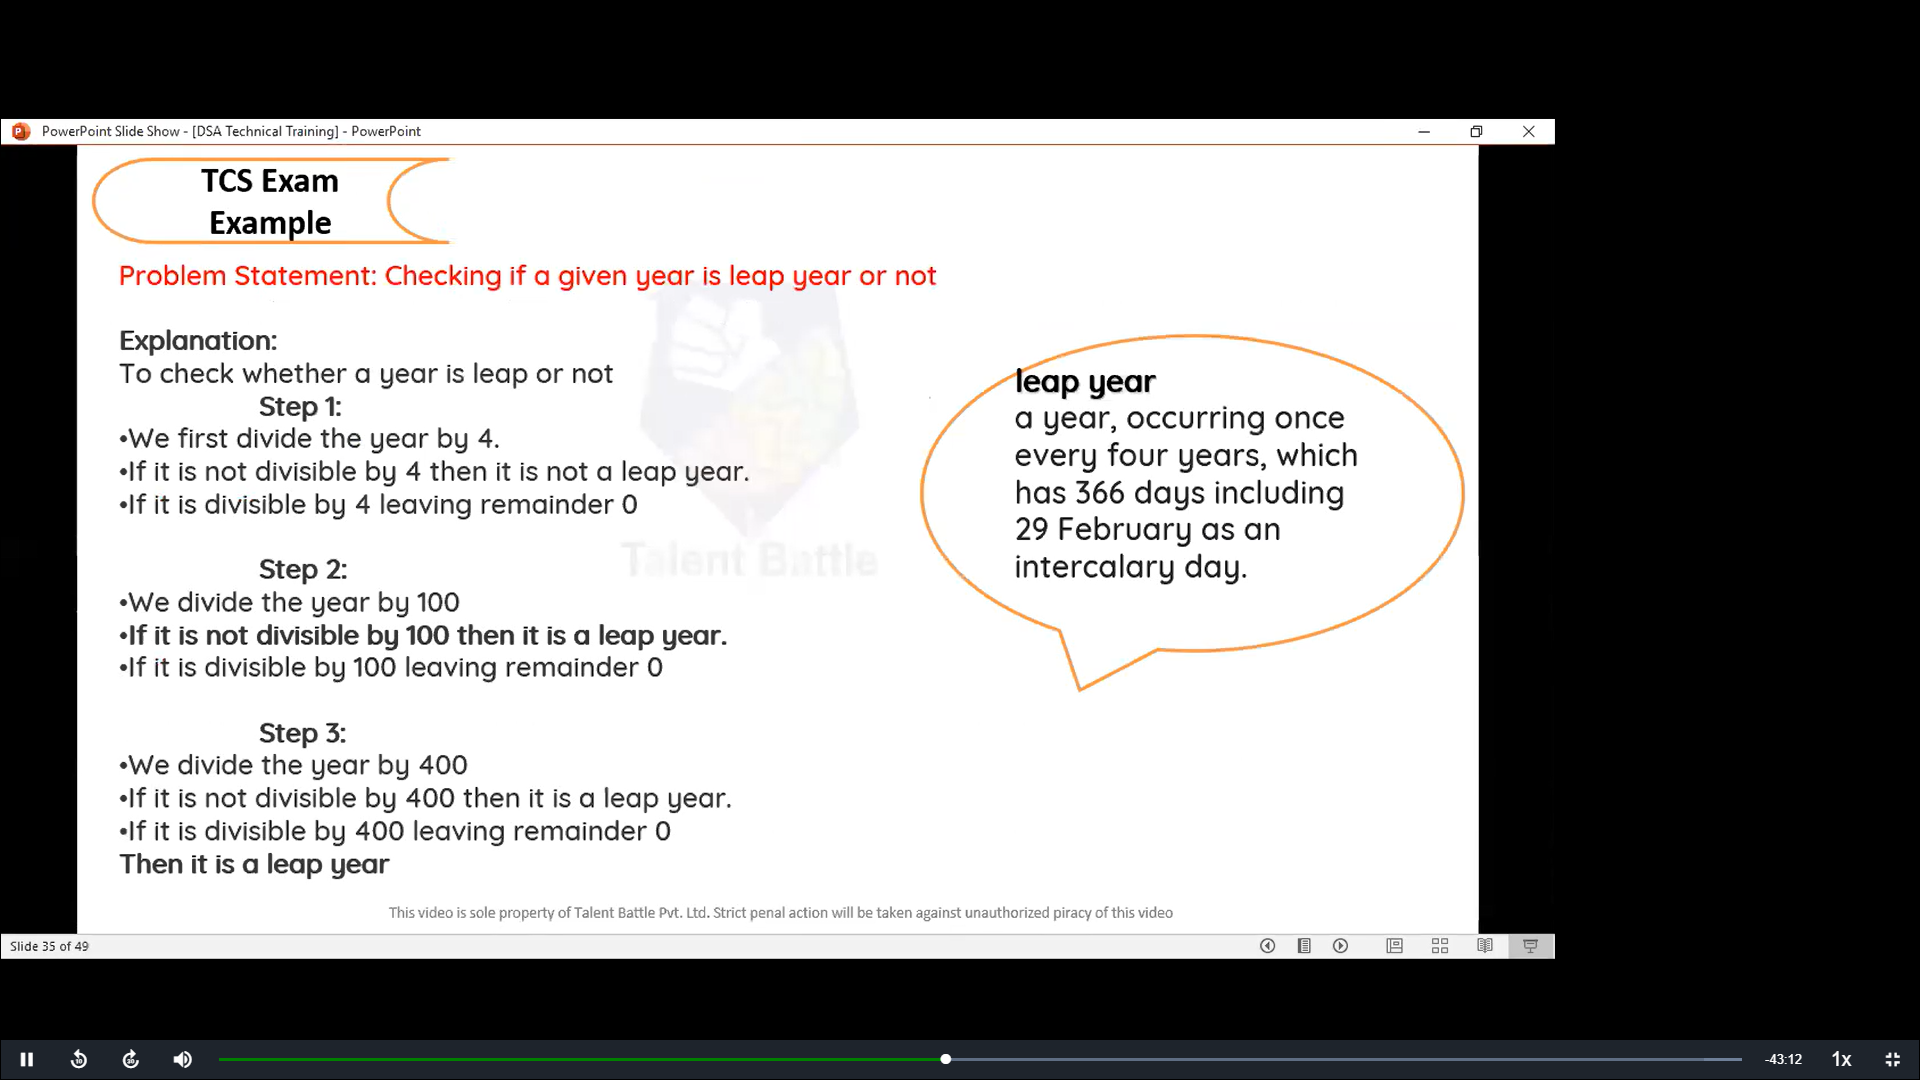 PowerPoint Slide Show - [DSA Technical Training] - PowerPoint
TCS Exam
Example
Problem Statement: Checking if a given year is leap year or not
Explanation:
To check whether a year is leap or not
Step 1:
•We first divide the year by 4.
•If it is not divisible by 4 then it is not a leap year.
•If it is divisible by 4 leaving remainder 0
Step 2:
•We divide the year by 100
•If it is not divisible by 100 then it is a leap year.
•If it is divisible by 100 leaving remainder 0
Step 3:
•We divide the year by 400
•If it is not divisible by 400 then it is a leap year.
•If it is divisible by 400 leaving remainder 0
Then it is a leap year
leap year
a year, occurring once
every four years, which
has 366 days including
29 February as an
intercalary day.
Talent Battle
This video is sole property of Talent Battle Pvt. Ltd. Strict penal action will be taken against unauthorized piracy of this video
Slide 35 of 49
10
30
-43:12
1x